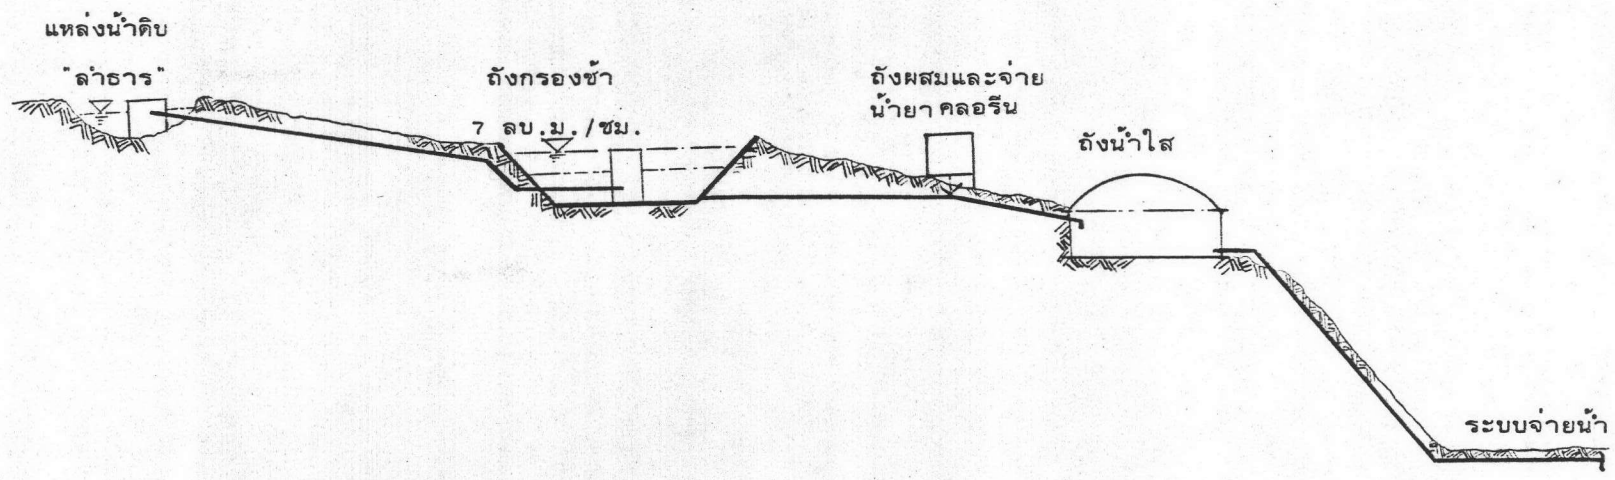 แหล่งน้ำดิบ
"ลำธาร"
ถังกรองช้า
7 ลบ.ม./ชม.
ถังผสมและจ่าย
น้ำยา คลอรีน
ถังน้ำใส
ระบบจ่ายน้ำ